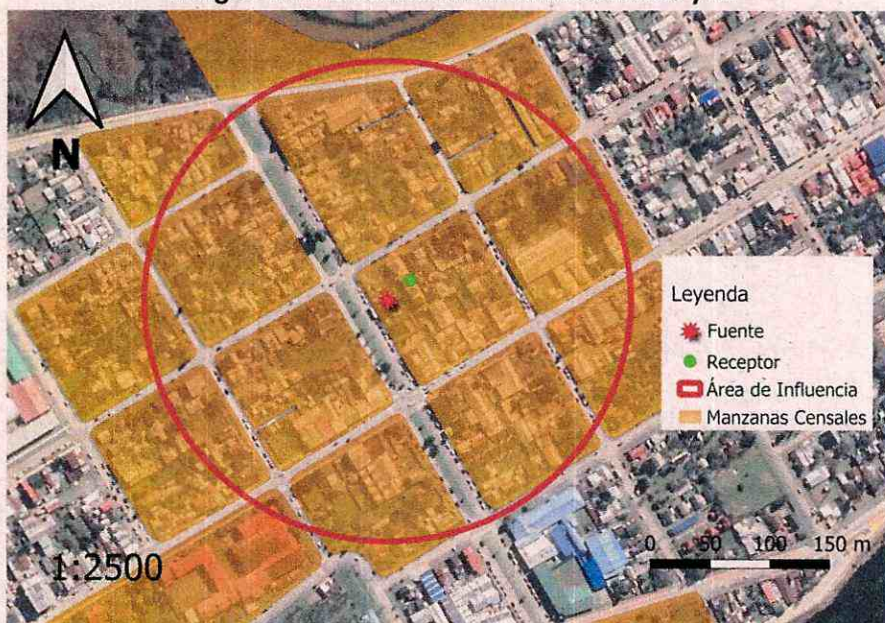 N
Leyenda
Fuente
Receptor
Área de Influencia
Manzanas Censales
1:2500
0 50 100 150 m